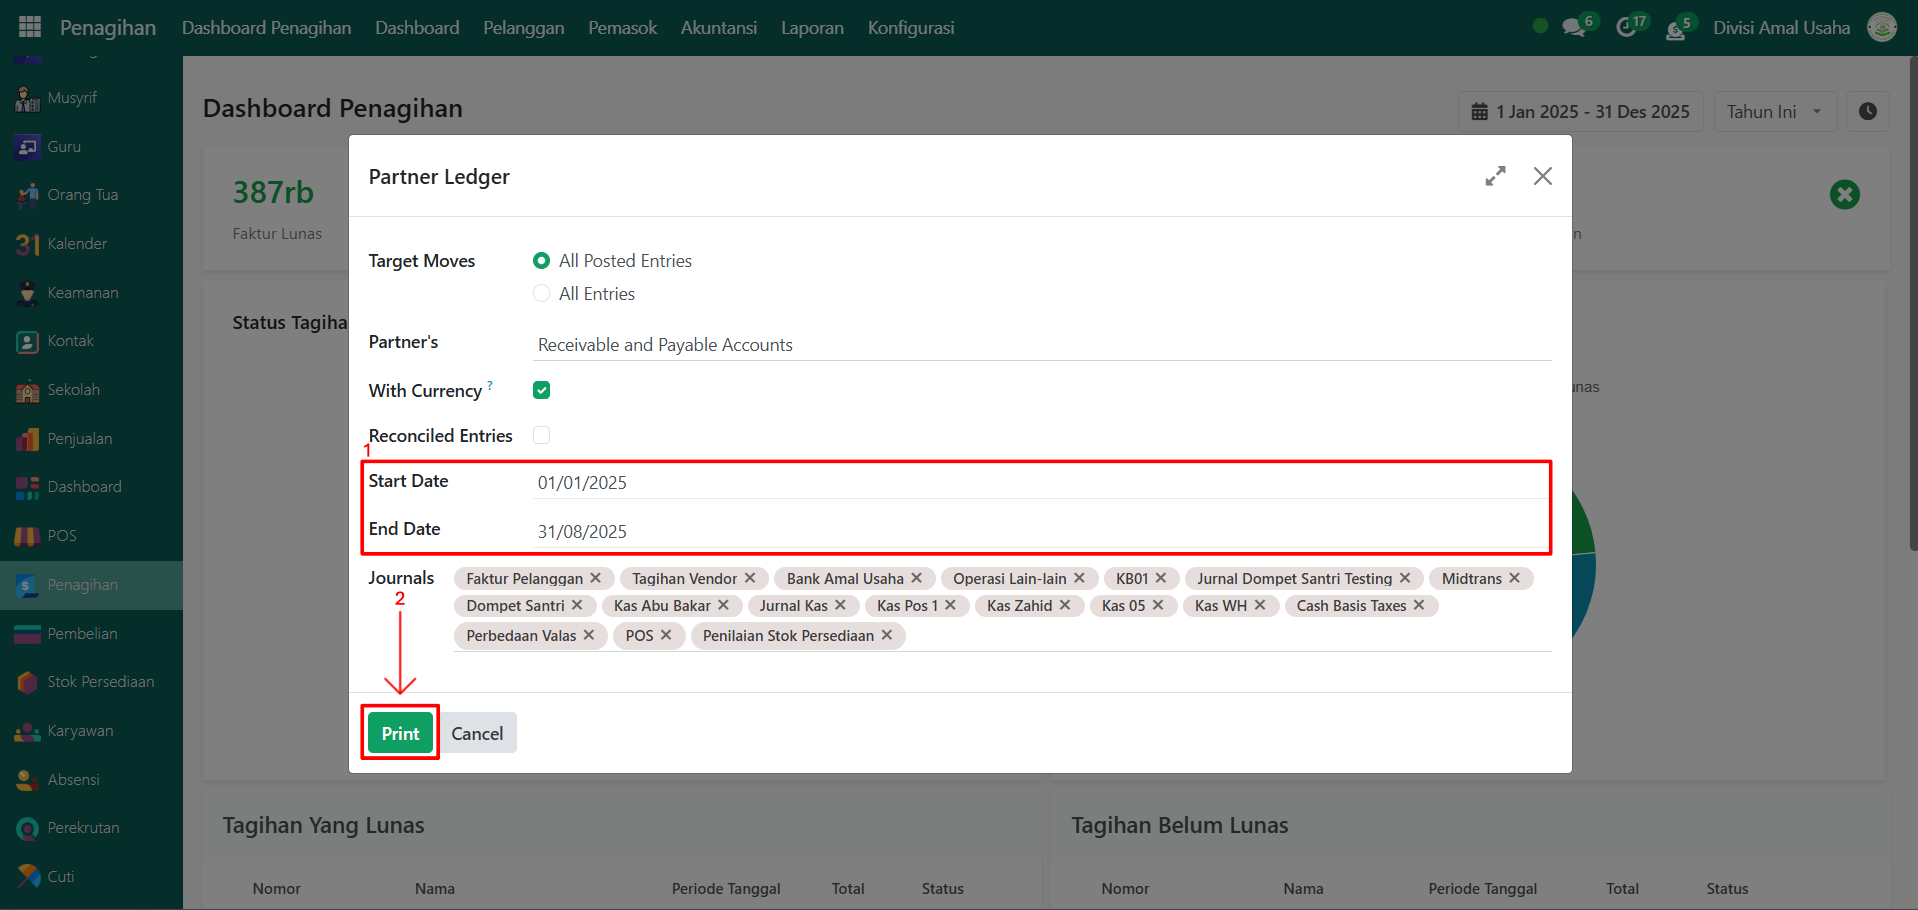 Penagihan Dashboard Penagihan Dashboard Pelanggan Pemasok Akuntansi Laporan Konfigurasi 6 17 5 Divisi Amal Usaha
Musyrif
Guru
Orang Tua
31 Kalender
Keamanan
Kontak
Sekolah
Penjualan
Dashboard
POS
Penagihan
Pembelian
Stok Persediaan
Karyawan
Absensi
Perekrutan
Cuti
Dashboard Penagihan
1 Jan 2025 - 31 Des 2025 Tahun Ini
387rb
Faktur Lunas
n
Status Tagiha
unas
Partner Ledger
Target Moves All Posted Entries
All Entries
Partner's Receivable and Payable Accounts
With Currency ?
Reconciled Entries
1
Start Date 01/01/2025
End Date 31/08/2025
Journals Faktur Pelanggan Tagihan Vendor Bank Amal Usaha Operasi Lain-lain KB01 Jurnal Dompet Santri Testing Midtrans
2 Dompet Santri Kas Abu Bakar Jurnal Kas Kas Pos 1 Kas Zahid Kas 05 Kas WH Cash Basis Taxes
Perbedaan Valas POS Penilaian Stok Persediaan
Print Cancel
Tagihan Yang Lunas
Nomor Nama Periode Tanggal Total Status
Tagihan Belum Lunas
Nomor Nama Periode Tanggal Total Status